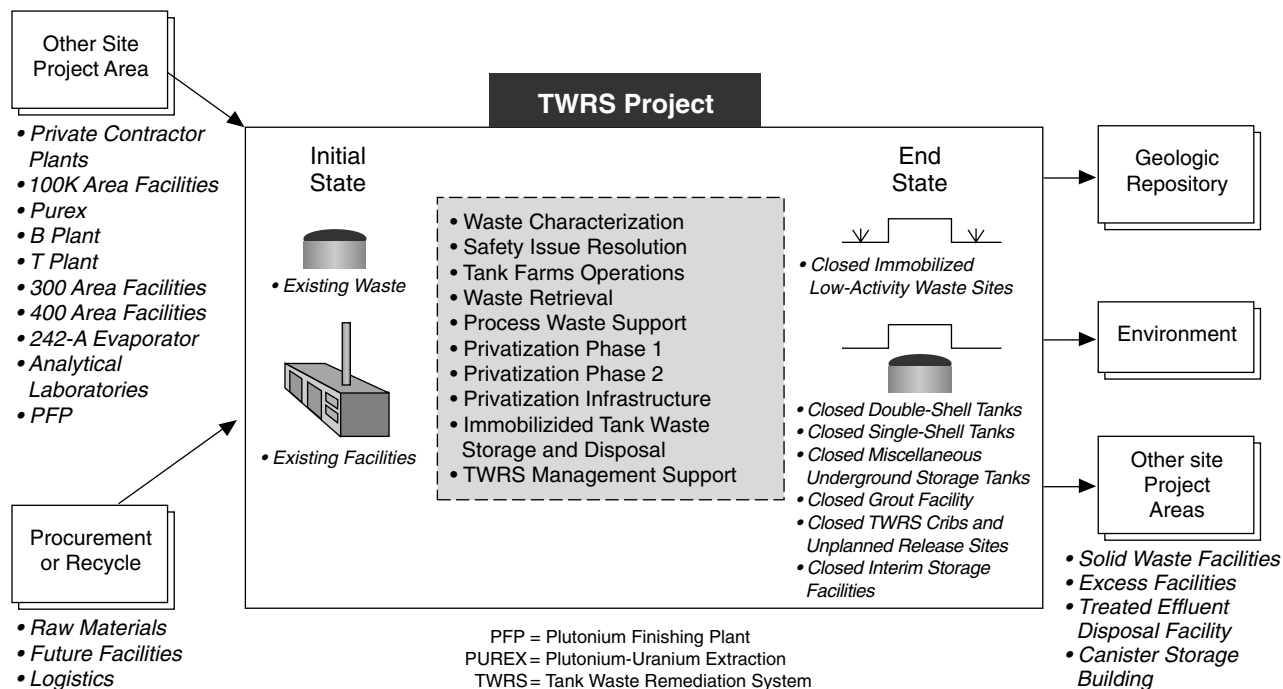 Other Site
Project Area
• Private Contractor
Plants
• 100K Area Facilities
• Purex
• B Plant
• T Plant
• 300 Area Facilities
• 400 Area Facilities
• 242-A Evaporator
• Analytical
Laboratories
• PFP
Procurement
or Recycle
• Raw Materials
• Future Facilities
• Logistics
TWRS Project
Initial
State
• Existing Waste
• Existing Facilities
• Waste Characterization
• Safety Issue Resolution
• Tank Farms Operations
• Waste Retrieval
• Process Waste Support
• Privatization Phase 1
• Privatization Phase 2
• Privatization Infrastructure
• Immobilizided Tank Waste
Storage and Disposal
• TWRS Management Support
End
State
• Closed Immobilized
Low-Activity Waste Sites
• Closed Double-Shell Tanks
• Closed Single-Shell Tanks
• Closed Miscellaneous
Underground Storage Tanks
• Closed Grout Facility
• Closed TWRS Cribs and
Unplanned Release Sites
• Closed Interim Storage
Facilities
Geologic
Repository
Environment
Other site
Project
Areas
• Solid Waste Facilities
• Excess Facilities
• Treated Effluent
Disposal Facility
• Canister Storage
Building
PFP = Plutonium Finishing Plant
PUREX = Plutonium-Uranium Extraction
TWRS = Tank Waste Remediation System